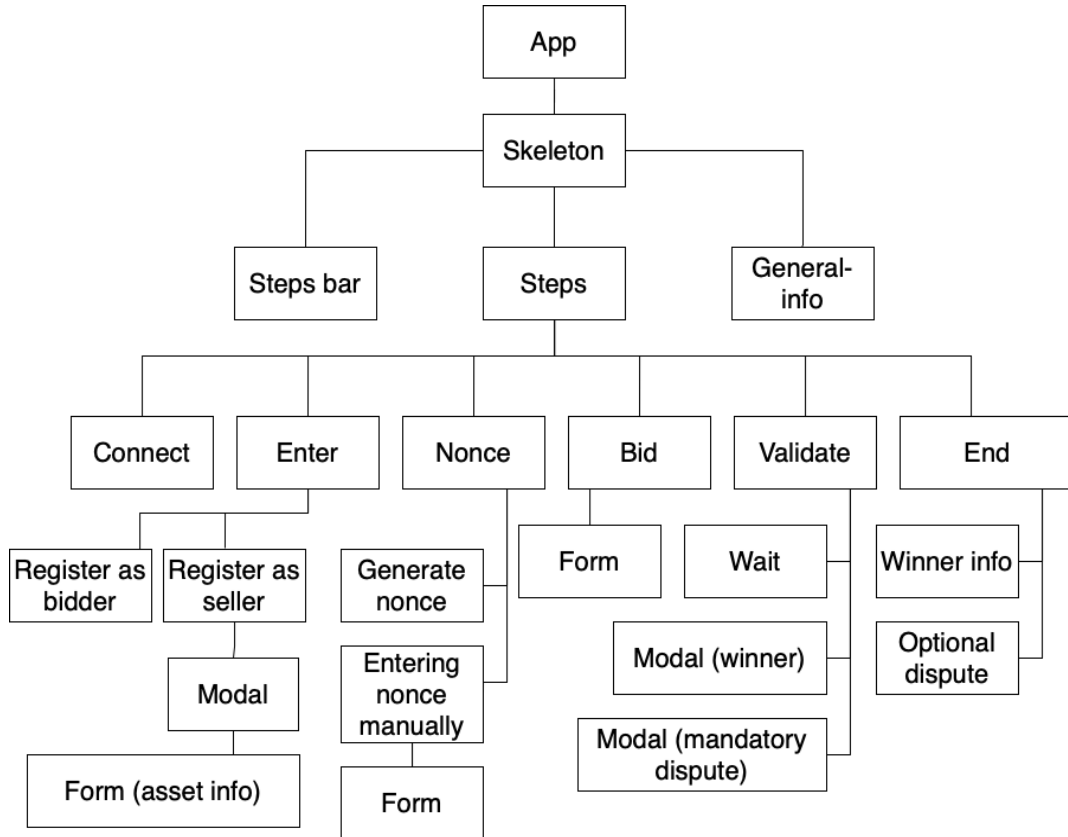 App
Skeleton
Steps bar
Steps
General-
info
Connect
Enter
Nonce
Bid
Validate
End
Register as
bidder
Register as
seller
Generate
nonce
Form
Wait
Winner info
Modal
Entering
nonce
manually
Modal (winner)
Optional
dispute
Form (asset info)
Form
Modal (mandatory
dispute)